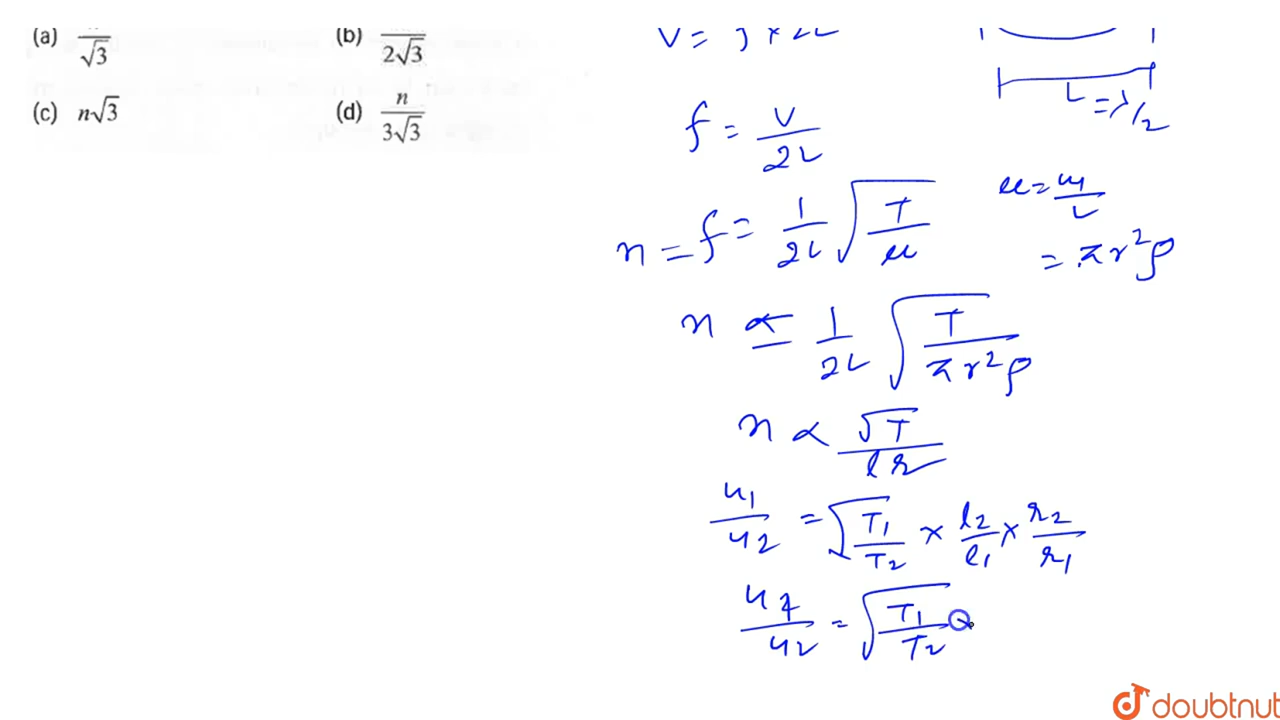 (a) /√3 (b) /2√3
(c) n√3 (d) n/3√3
V =
L = λ/2
f = V/2L
μ = m/L
n = f = 1/2L √T/μ
= πr²ρ
n ∝ 1/2L √T/πr²ρ
n ∝ √T/lr
n₁/n₂ = √T₁/T₂ × l₂/l₁ × r₂/r₁
n₁/n₂ = √T₁/T₂
doubtnut